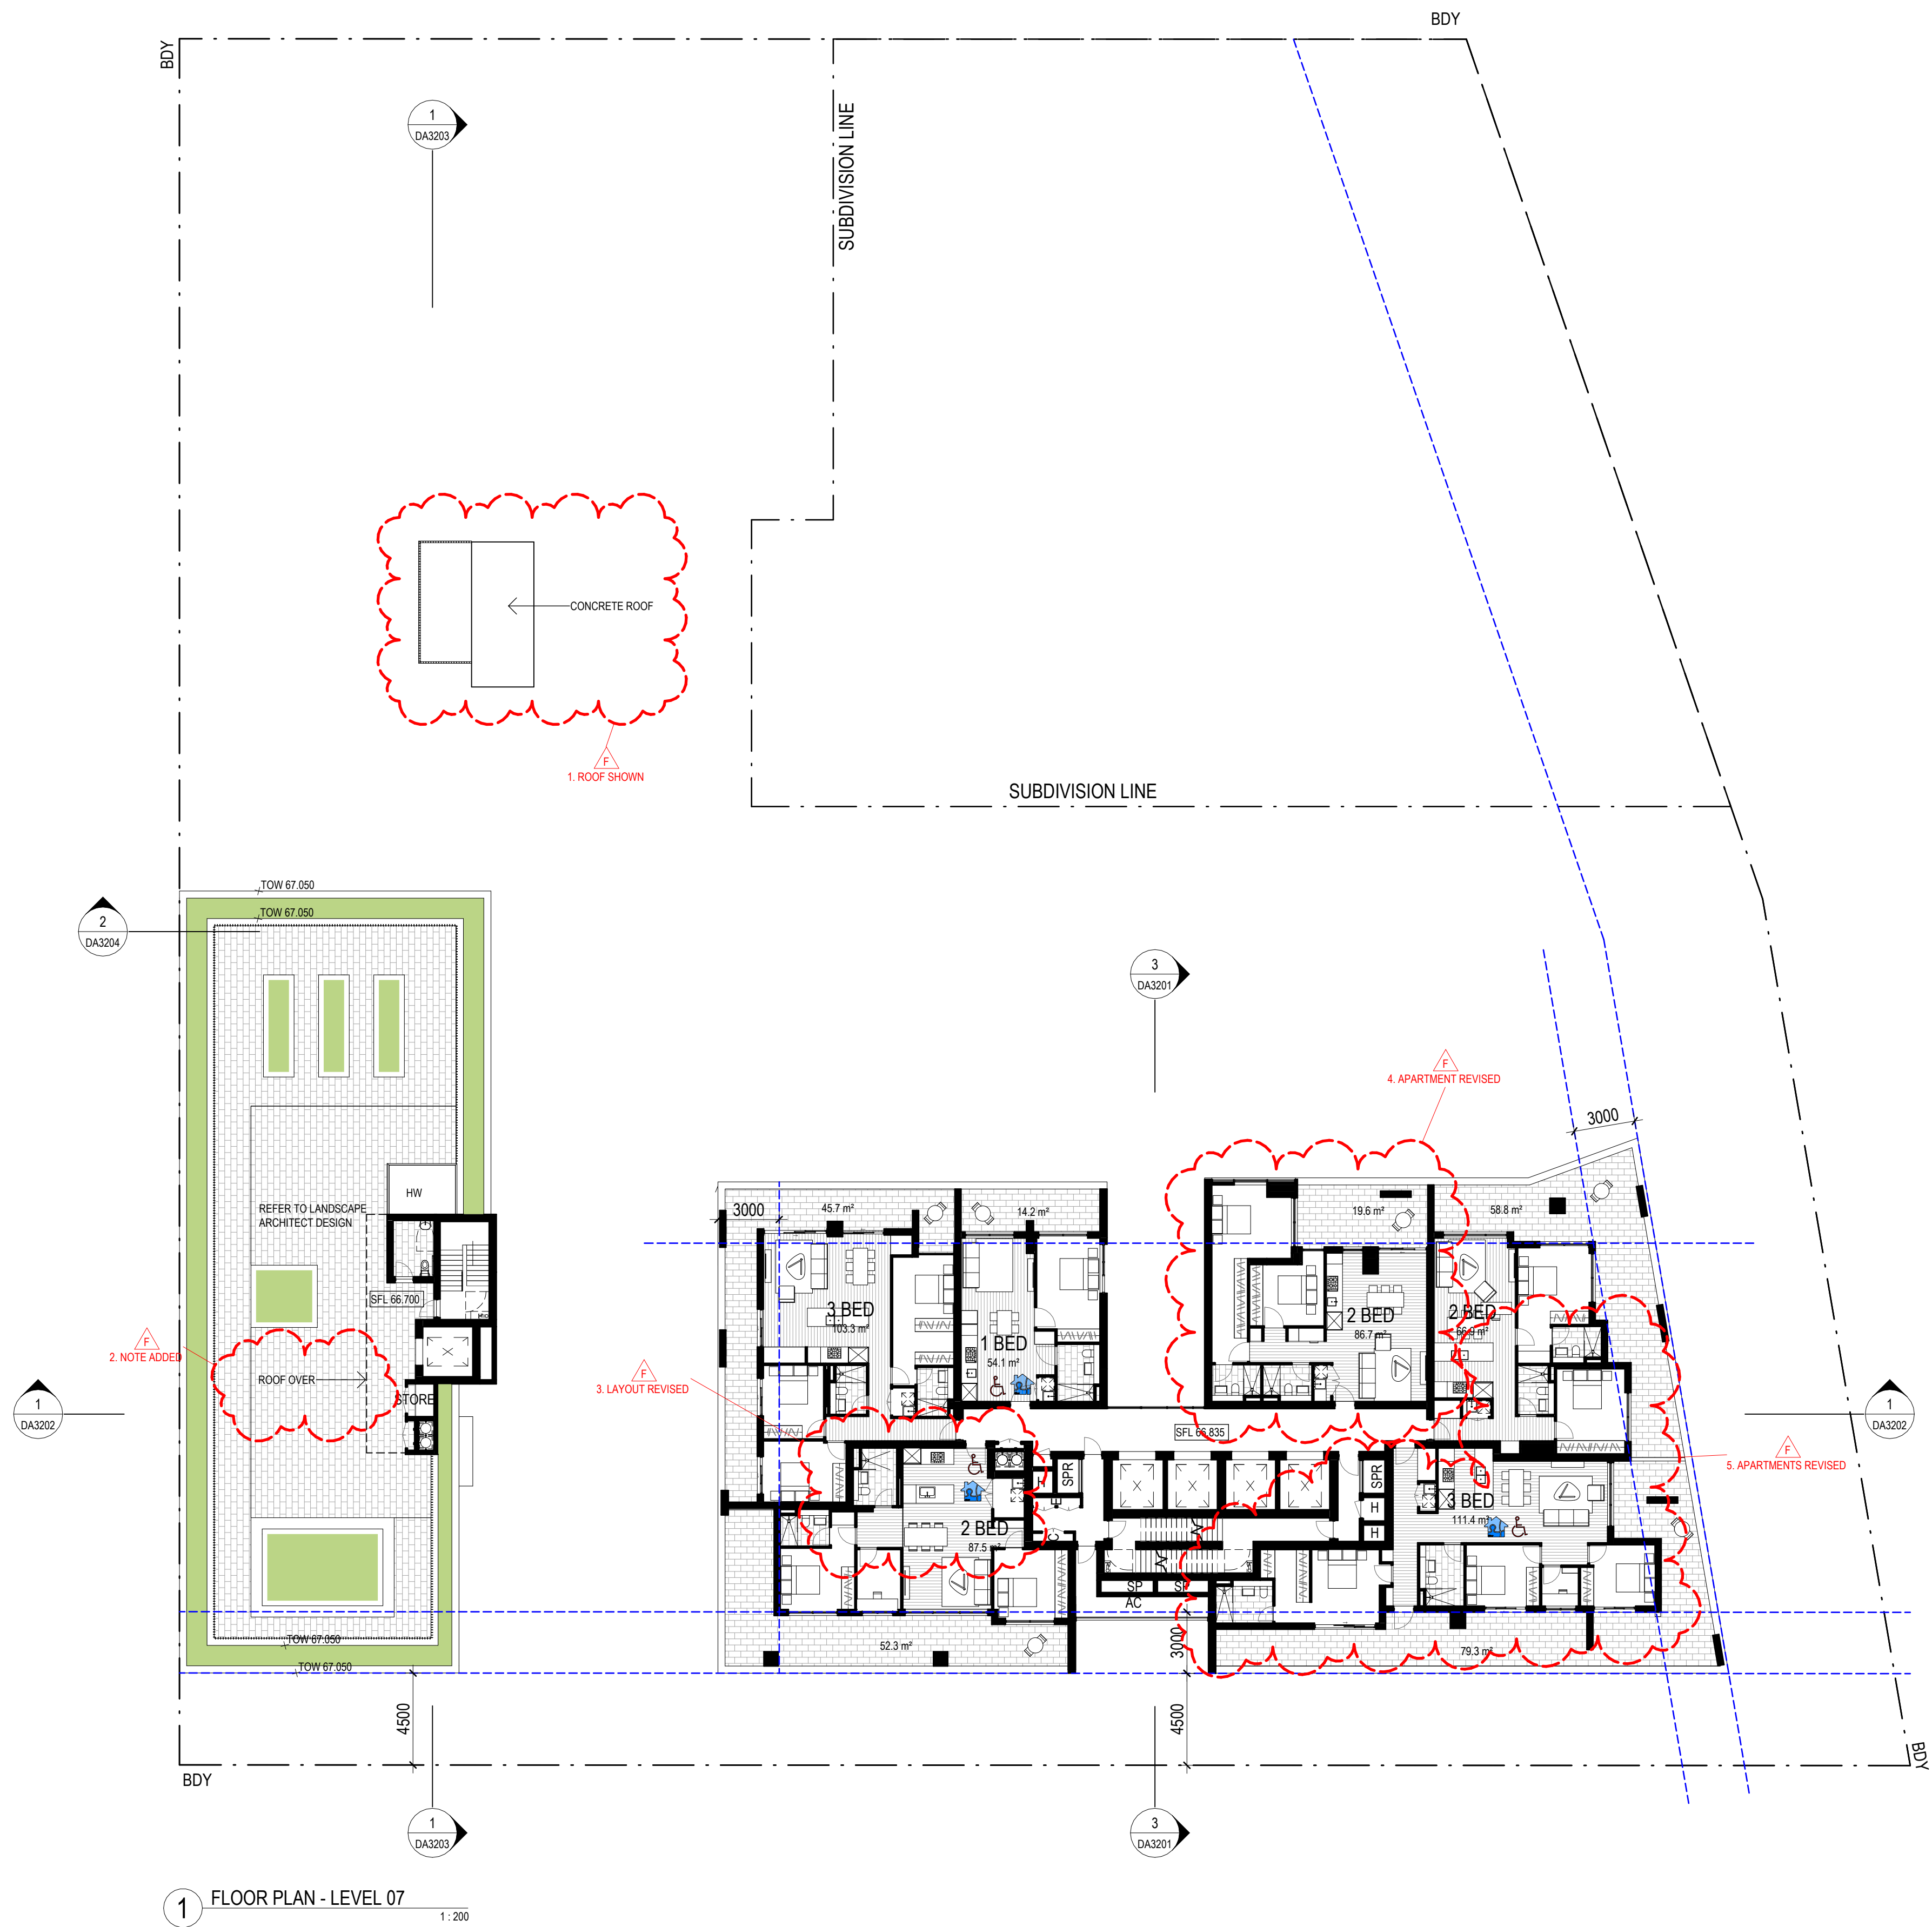 BDY
BDY
1
DA3203
SUBDIVISION LINE
CONCRETE ROOF
F
1. ROOF SHOWN
SUBDIVISION LINE
TOW 67.050
TOW 67.050
2
DA3204
3
DA3201
F
4. APARTMENT REVISED
3000
HW
REFER TO LANDSCAPE
ARCHITECT DESIGN
3000
45.7 m²
14.2 m²
19.6 m²
58.8 m²
SFL 66.700
3 BED
103.3 m²
1 BED
54.1 m²
2 BED
86.7 m²
2 BED
66.9 m²
F
2. NOTE ADDED
ROOF OVER
STORE
F
3. LAYOUT REVISED
1
DA3202
1
DA3202
SFL 66.835
F
5. APARTMENTS REVISED
H
SPR
SPR
H
H
3 BED
111.4 m²
2 BED
87.5 m²
C
SP
AC
52.3 m²
3000
79.3 m²
TOW 67.050
TOW 67.050
4500
4500
BDY
BDY
1
DA3203
3
DA3201
1
FLOOR PLAN - LEVEL 07
1 : 200